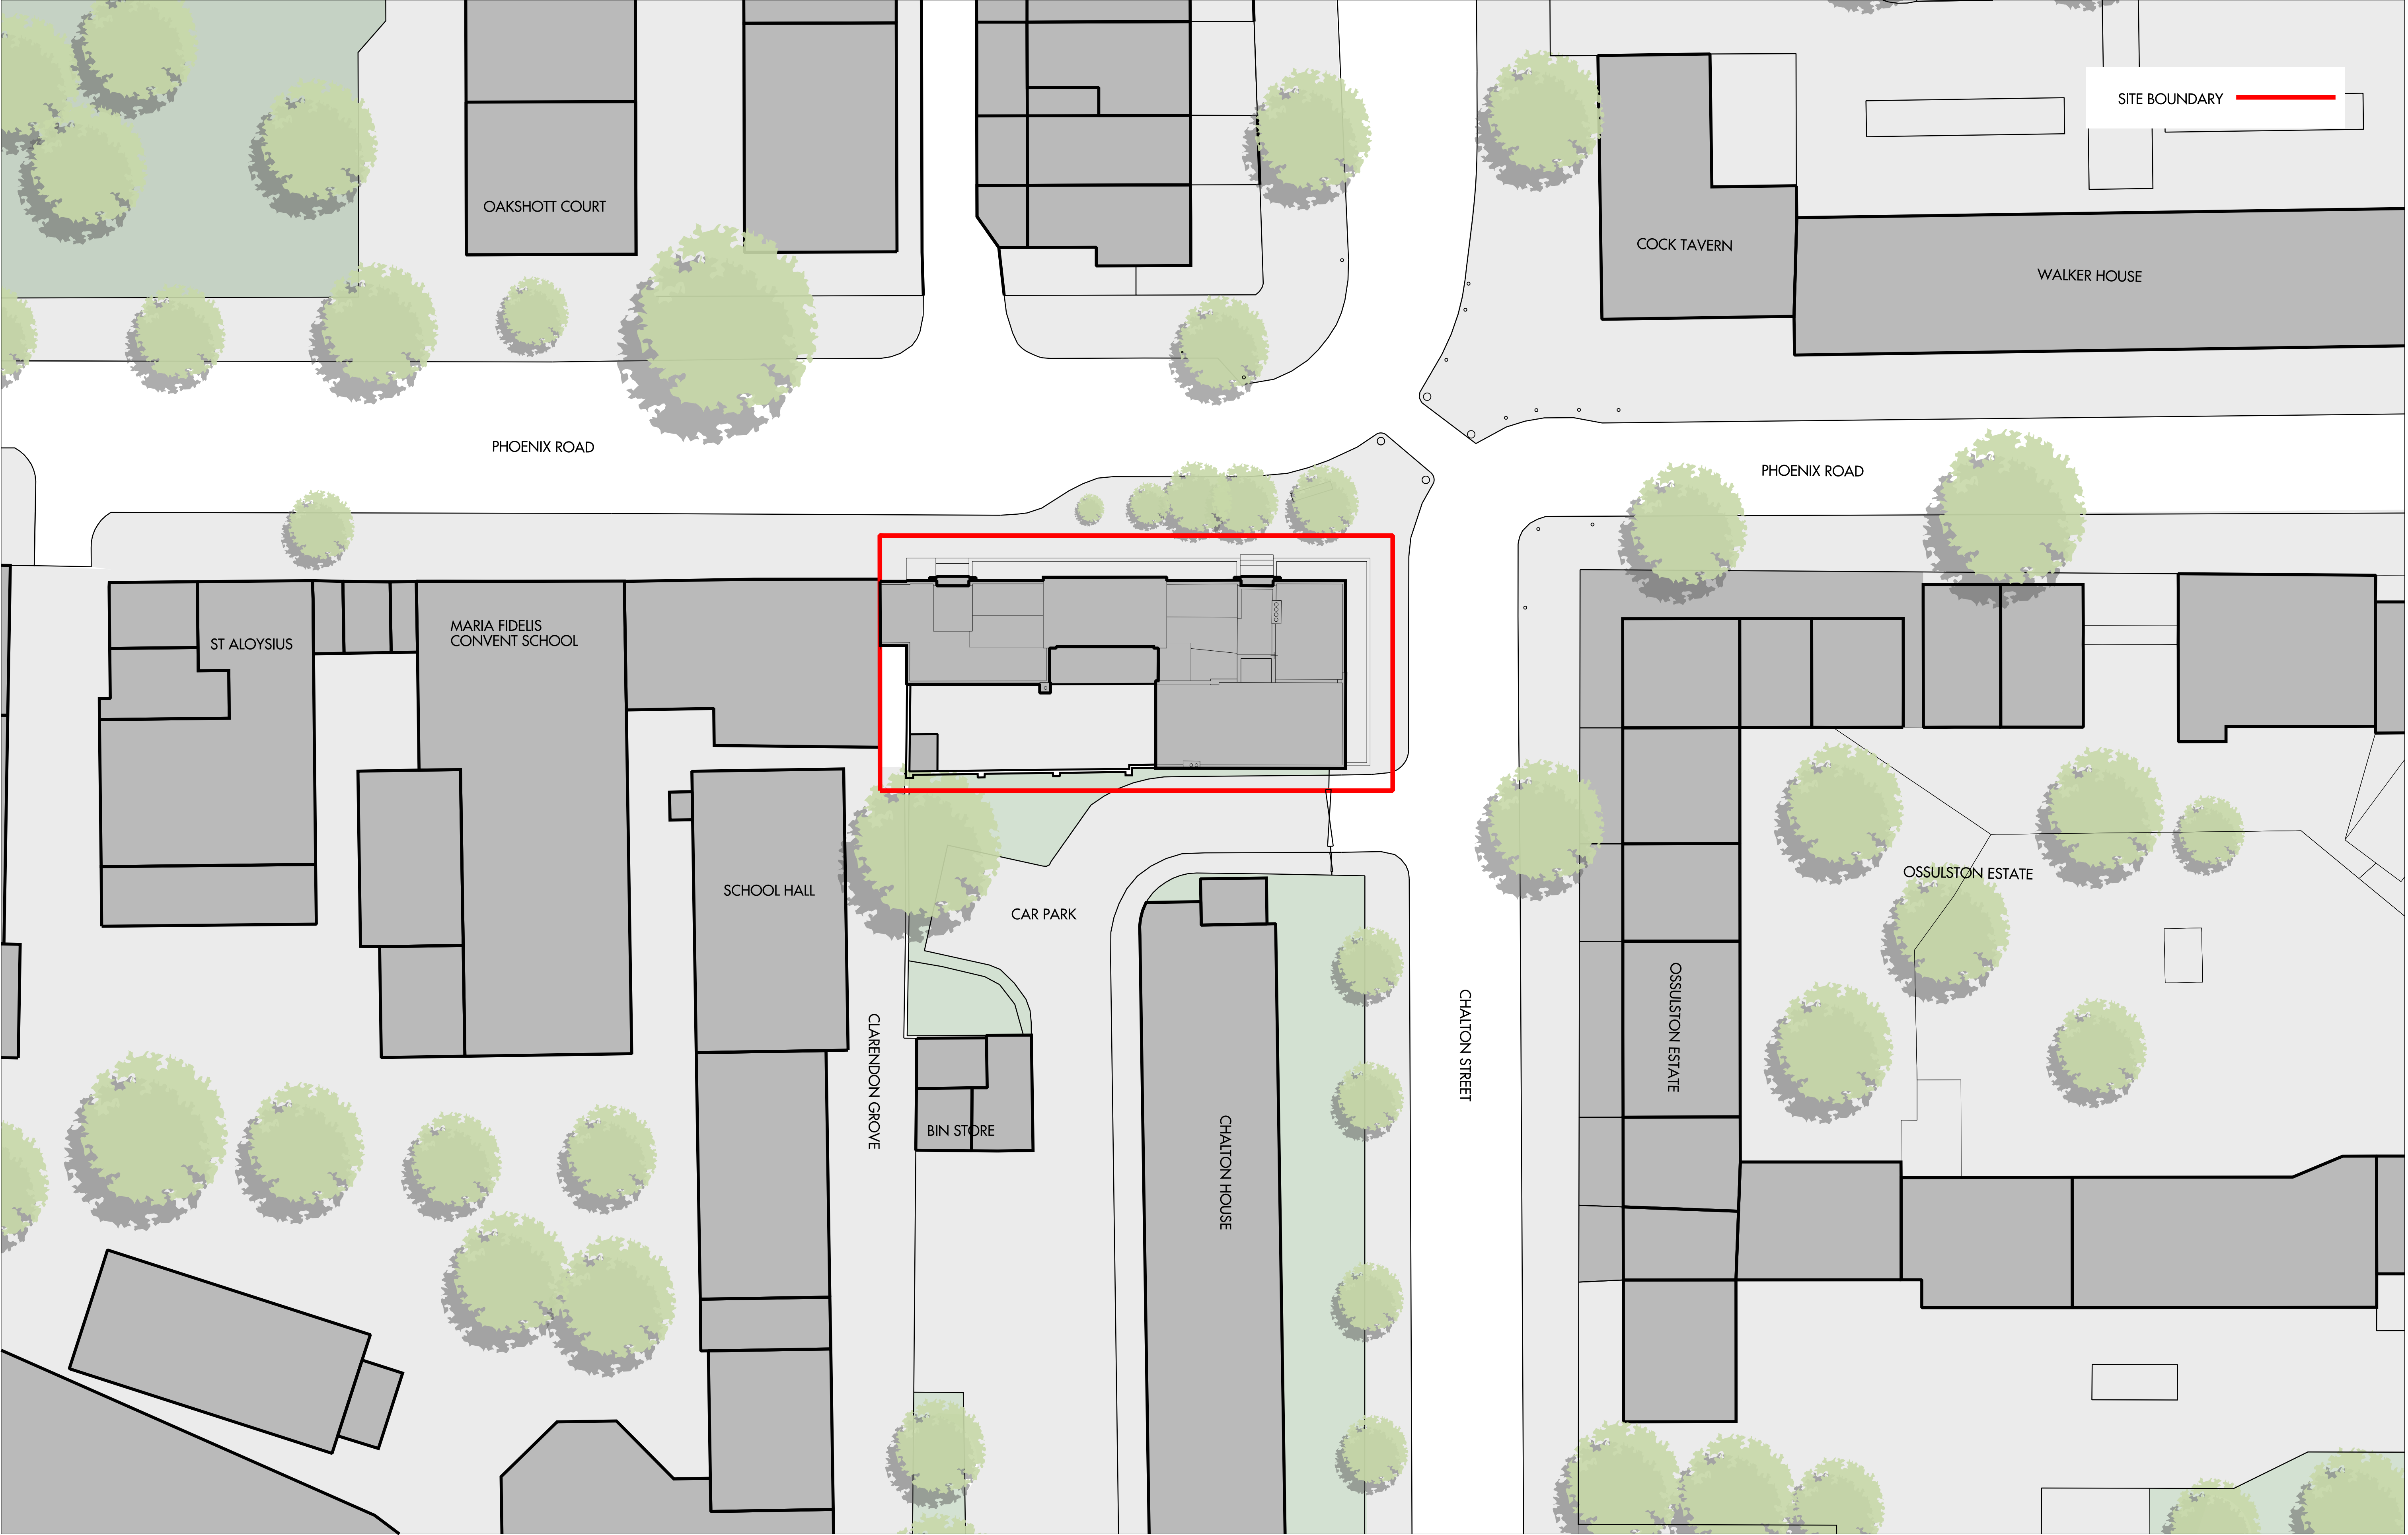 SITE BOUNDARY
OAKSHOTT COURT
COCK TAVERN
WALKER HOUSE
PHOENIX ROAD
PHOENIX ROAD
ST ALOYSIUS
MARIA FIDELIS
CONVENT SCHOOL
SCHOOL HALL
CAR PARK
OSSULSTON ESTATE
CLARENDON GROVE
BIN STORE
CHALTON HOUSE
CHALTON STREET
OSSULSTON ESTATE